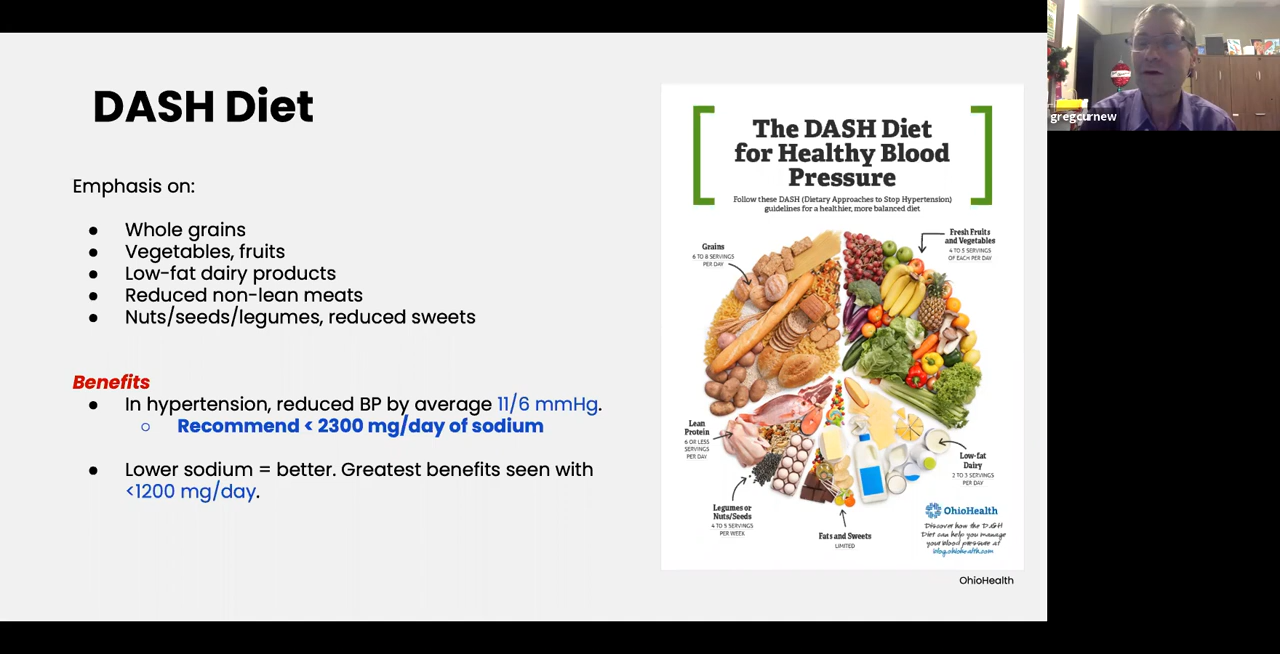 DASH Diet
Emphasis on:
● Whole grains
● Vegetables, fruits
● Low-fat dairy products
● Reduced non-lean meats
● Nuts/seeds/legumes, reduced sweets
Benefits
● In hypertension, reduced BP by average 11/6 mmHg.
○ Recommend < 2300 mg/day of sodium
● Lower sodium = better. Greatest benefits seen with
<1200 mg/day.
The DASH Diet
for Healthy Blood
Pressure
Follow these DASH (Dietary Approaches to Stop Hypertension)
guidelines for a healthier, more balanced diet
Grains
6 TO 8 SERVINGS
PER DAY
Fresh Fruits
and Vegetables
4 TO 5 SERVINGS
OF EACH PER DAY
Lean
Protein
6 OR LESS
SERVINGS
PER DAY
Low-fat
Dairy
2 TO 3 SERVINGS
PER DAY
Legumes or
Nuts/Seeds
4 TO 5 SERVINGS
PER WEEK
Fats and Sweets
LIMITED
OhioHealth
Discover how the DASH
Diet can help you manage
your blood pressure at
blog.ohiohealth.com
OhioHealth
gregcurnew